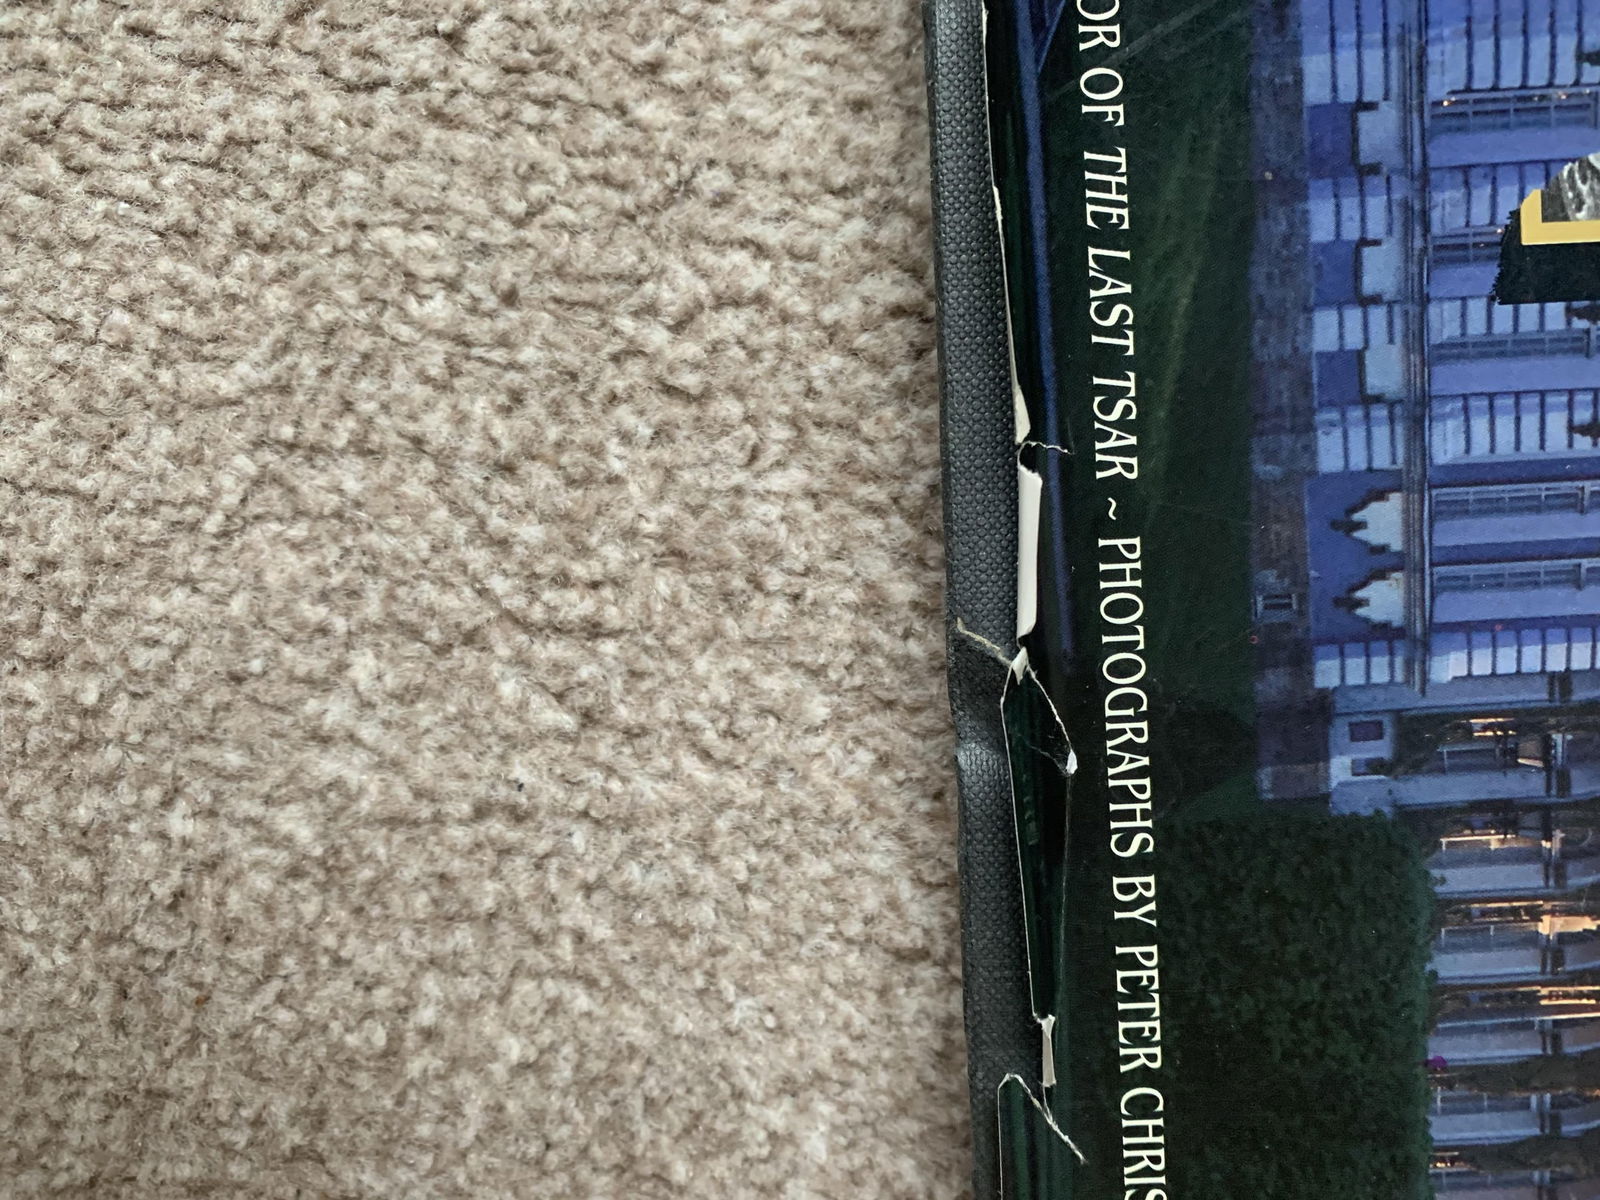 OR OF THE LAST TSAR ~ PHOTOGRAPHS BY PETER CHRIS